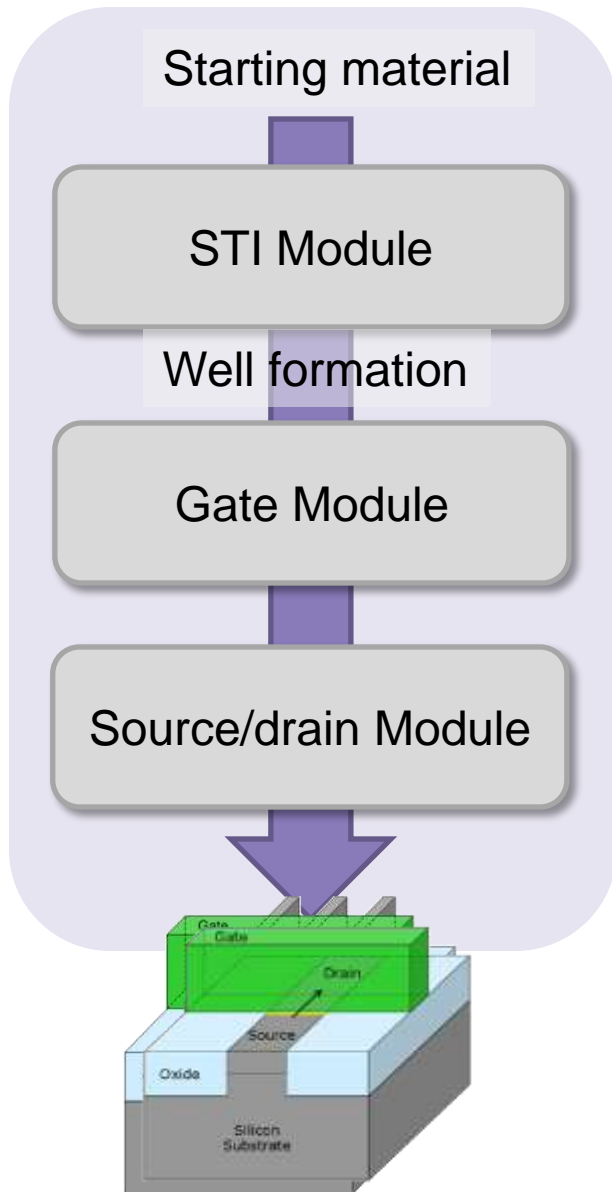 Starting material
STI Module
Well formation
Gate Module
Source/drain Module
Gate
Gate
Drain
Source
Oxide
Silicon
Substrate